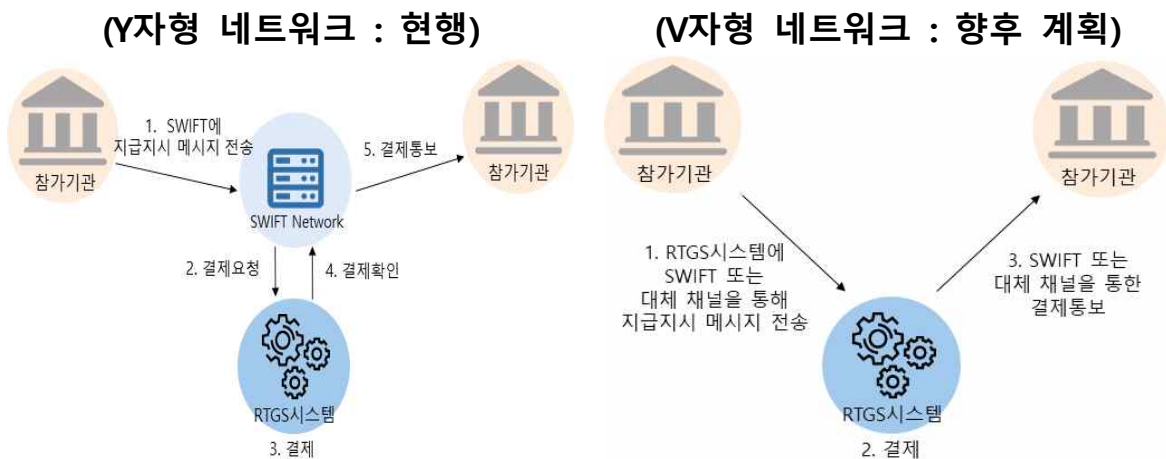 (Y자형 네트워크 : 현행)
참가기관
1. SWIFT에
지급지시 메시지 전송
SWIFT Network
5. 결제통보
참가기관
2. 결제요청
4. 결제확인
RTGS시스템
3. 결제
(V자형 네트워크 : 향후 계획)
참가기관
참가기관
1. RTGS시스템에
SWIFT 또는
대체 채널을 통해
지급지시 메시지 전송
3. SWIFT 또는
대체 채널을 통한
결제통보
RTGS시스템
2. 결제